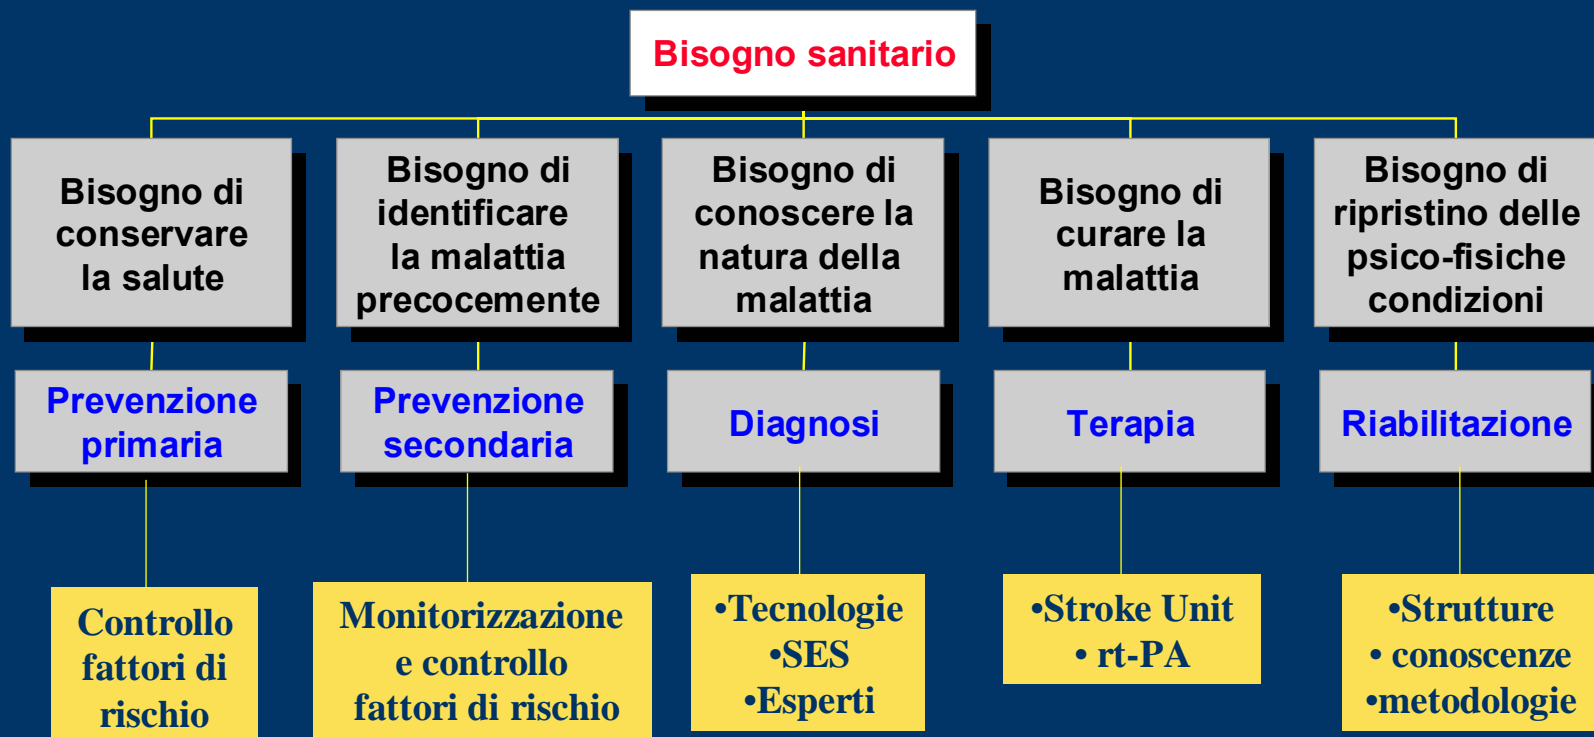 Bisogno sanitario
Bisogno di
conservare
la salute
Bisogno di
identificare
la malattia
precocemente
Bisogno di
conoscere la
natura della
malattia
Bisogno di
curare la
malattia
Bisogno di
ripristino delle
psico-fisiche
condizioni
Prevenzione
primaria
Prevenzione
secondaria
Diagnosi
Terapia
Riabilitazione
Controllo
fattori di
rischio
Monitorizzazione
e controllo
fattori di rischio
•Tecnologie
•SES
•Esperti
•Stroke Unit
• rt-PA
•Strutture
• conoscenze
•metodologie